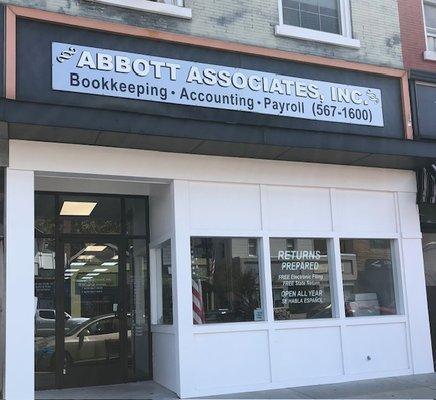 ABBOTT ASSOCIATES, INC.
Bookkeeping • Accounting • Payroll (567-1600)
RETURNS
PREPARED
FREE Electronic Filing
FREE State Return
OPEN ALL YEAR
SE HABLA ESPAÑOL